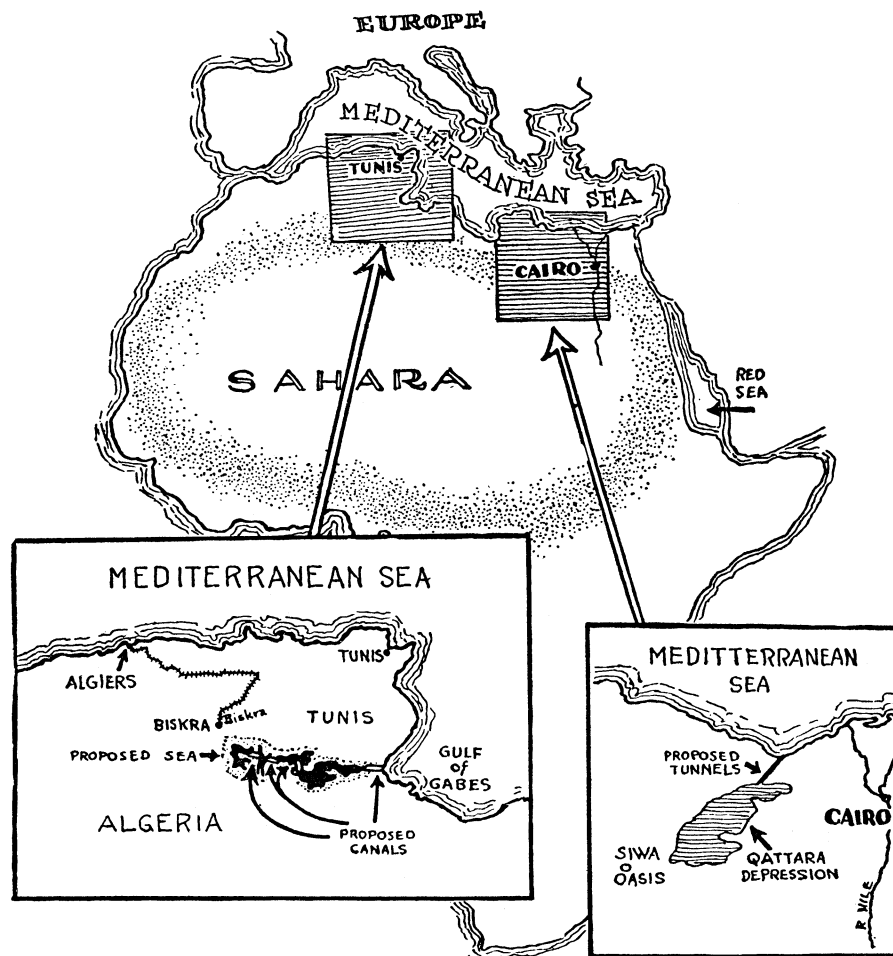 EUROPE
MEDITERRANEAN SEA
TUNIS
CAIRO
SAHARA
RED
SEA
MEDITERRANEAN SEA
TUNIS
ALGIERS
BISKRA
Biskra
TUNIS
PROPOSED SEA
GULF
OF
GABES
ALGERIA
PROPOSED
CANALS
MEDITTERRANEAN
SEA
PROPOSED
TUNNELS
CAIRO
SIWA
OASIS
QATTARA
DEPRESSION
R NILE